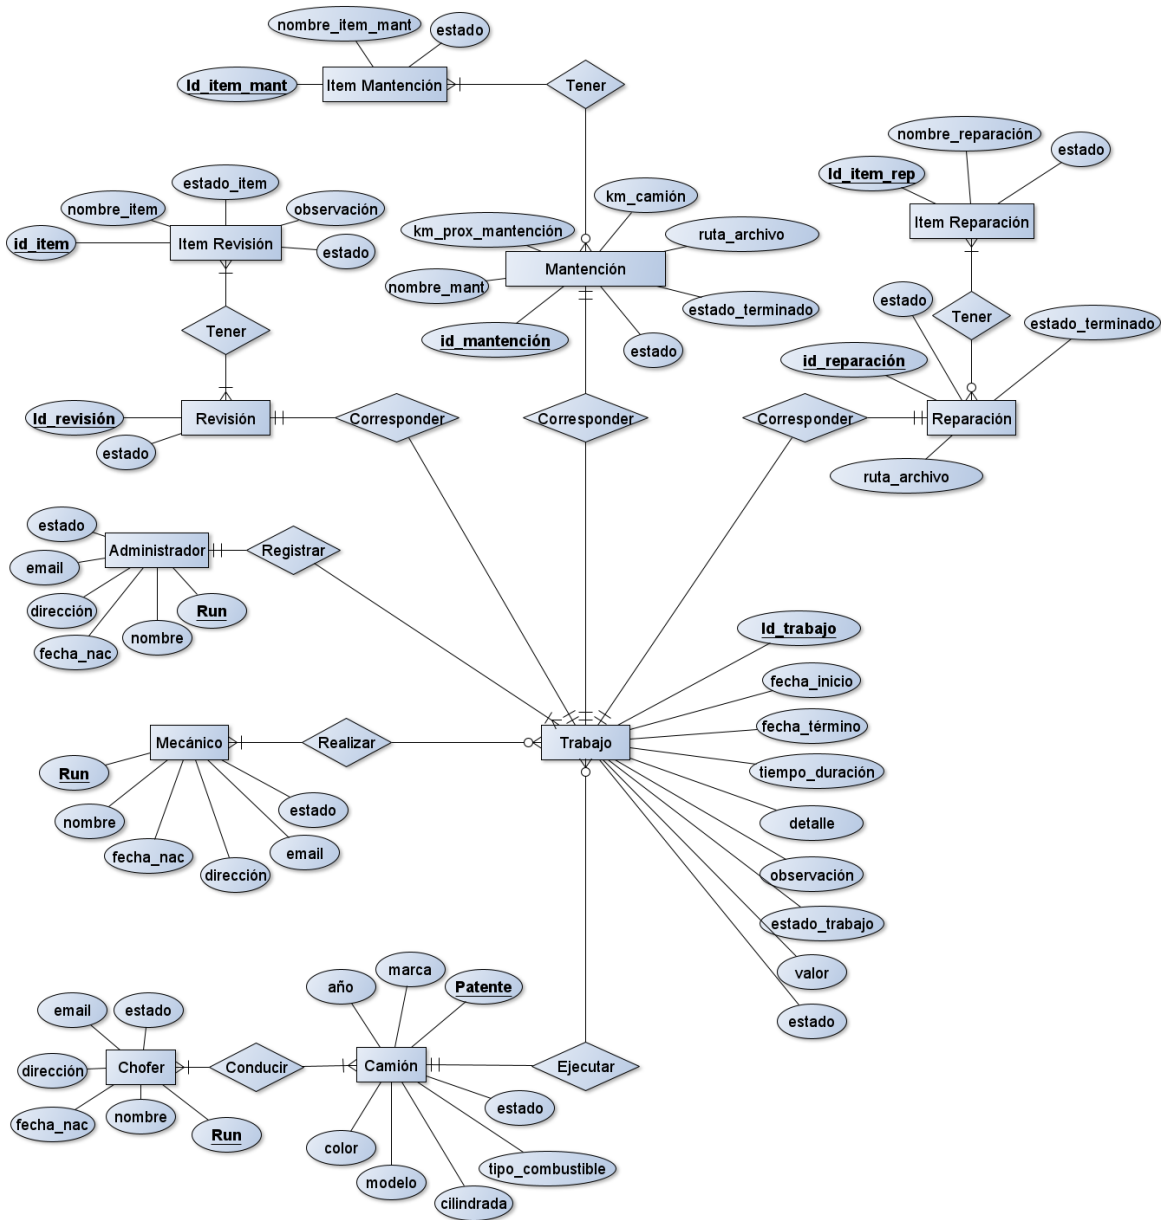 nombre_item_mant
estado
Id_item_mant
Item Mantención
Tener
nombre_reparación
estado
Id_item_rep
Item Reparación
estado_item
nombre_item
observación
id_item
Item Revisión
estado
km_camión
km_prox_mantención
ruta_archivo
Mantención
nombre_mant
estado_terminado
id_mantención
estado
Tener
estado
Tener
estado_terminado
id_reparación
Id_revisión
Revisión
Corresponder
Corresponder
Corresponder
Reparación
estado
ruta_archivo
estado
Administrador
Registrar
email
dirección
Run
nombre
fecha_nac
Id_trabajo
fecha_inicio
fecha_término
Mecánico
Realizar
Trabajo
Run
tiempo_duración
estado
nombre
detalle
email
fecha_nac
dirección
observación
estado_trabajo
valor
estado
marca
año
Patente
email
estado
dirección
Chofer
Conducir
Camión
Ejecutar
estado
fecha_nac
nombre
Run
color
tipo_combustible
modelo
cilindrada